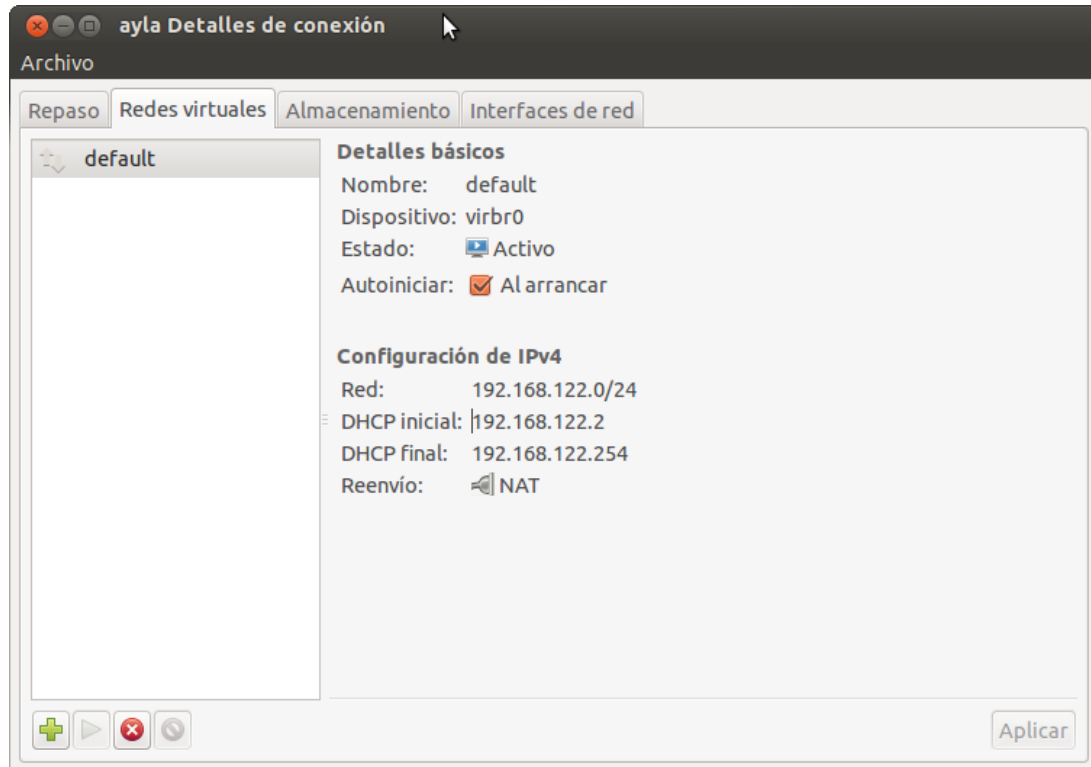 ayla Detalles de conexión
Archivo
Repaso Redes virtuales Almacenamiento Interfaces de red
default
Detalles básicos
Nombre: default
Dispositivo: virbr0
Estado: Activo
Autoiniciar: Al arrancar
Configuración de IPv4
Red: 192.168.122.0/24
DHCP inicial: 192.168.122.2
DHCP final: 192.168.122.254
Reenvío: NAT
Aplicar